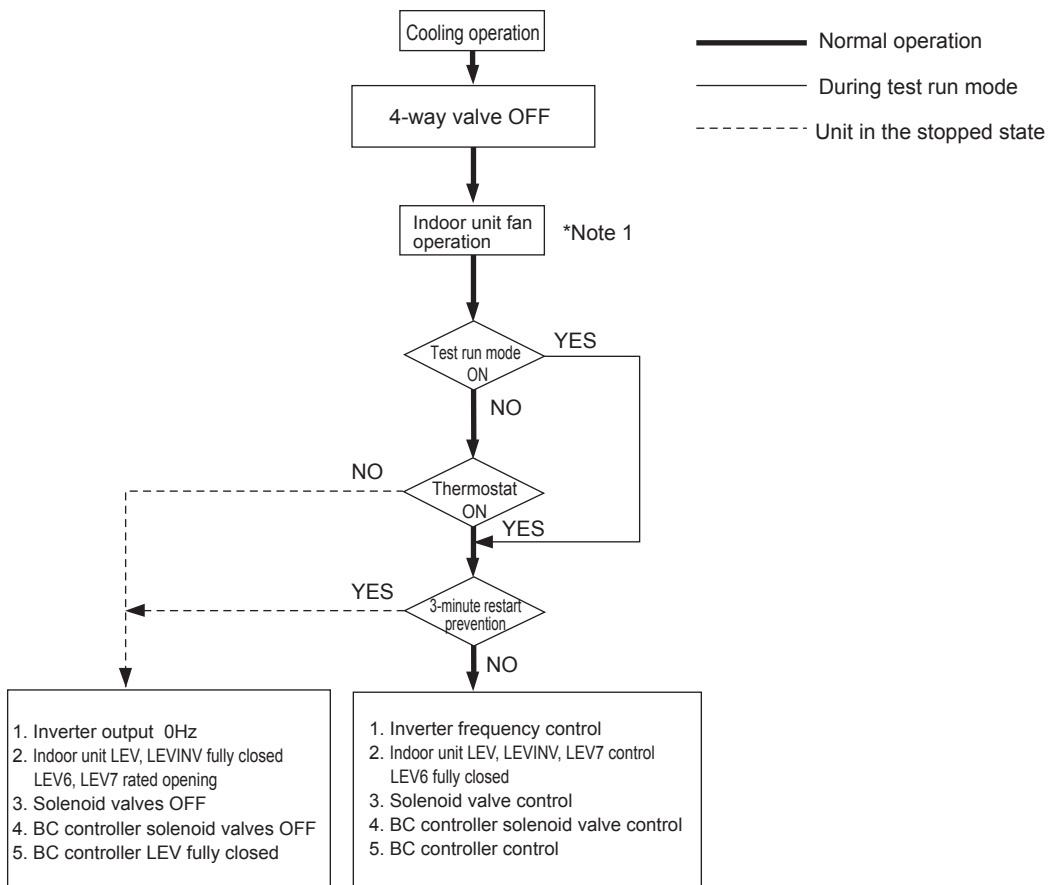 Cooling operation
Normal operation
During test run mode
Unit in the stopped state
4-way valve OFF
Indoor unit fan
operation
*Note 1
Test run mode
ON
YES
NO
NO
Thermostat
ON
YES
YES
3-minute restart
prevention
NO
1. Inverter output 0Hz
2. Indoor unit LEV, LEVINV fully closed
LEV6, LEV7 rated opening
3. Solenoid valves OFF
4. BC controller solenoid valves OFF
5. BC controller LEV fully closed
1. Inverter frequency control
2. Indoor unit LEV, LEVINV, LEV7 control
LEV6 fully closed
3. Solenoid valve control
4. BC controller solenoid valve control
5. BC controller control